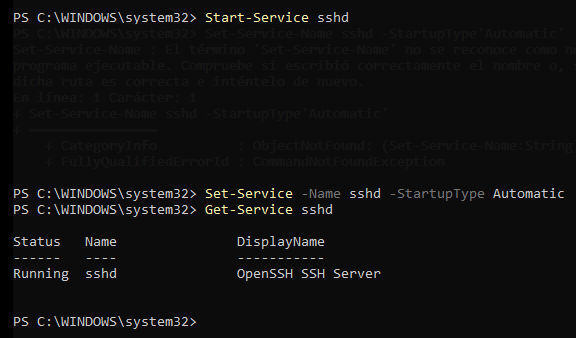 PS C:\WINDOWS\system32> Start-Service sshd
PS C:\WINDOWS\system32> Set-Service-Name sshd -StartupType'Automatic'
Set-Service-Name : El término 'Set-Service-Name' no se reconoce como no
programa ejecutable. Compruebe si escribió correctamente el nombre o,
dicha ruta es correcta e inténtelo de nuevo.
En línea: 1 Carácter: 1
+ Set-Service-Name sshd -StartupType'Automatic'
+ ~~~~~~~~~~~~~~~~
+ CategoryInfo : ObjectNotFound: (Set-Service-Name:String
+ FullyQualifiedErrorId : CommandNotFoundException
PS C:\WINDOWS\system32> Set-Service -Name sshd -StartupType Automatic
PS C:\WINDOWS\system32> Get-Service sshd
Status Name DisplayName
------ ---- -----------
Running sshd OpenSSH SSH Server
PS C:\WINDOWS\system32>